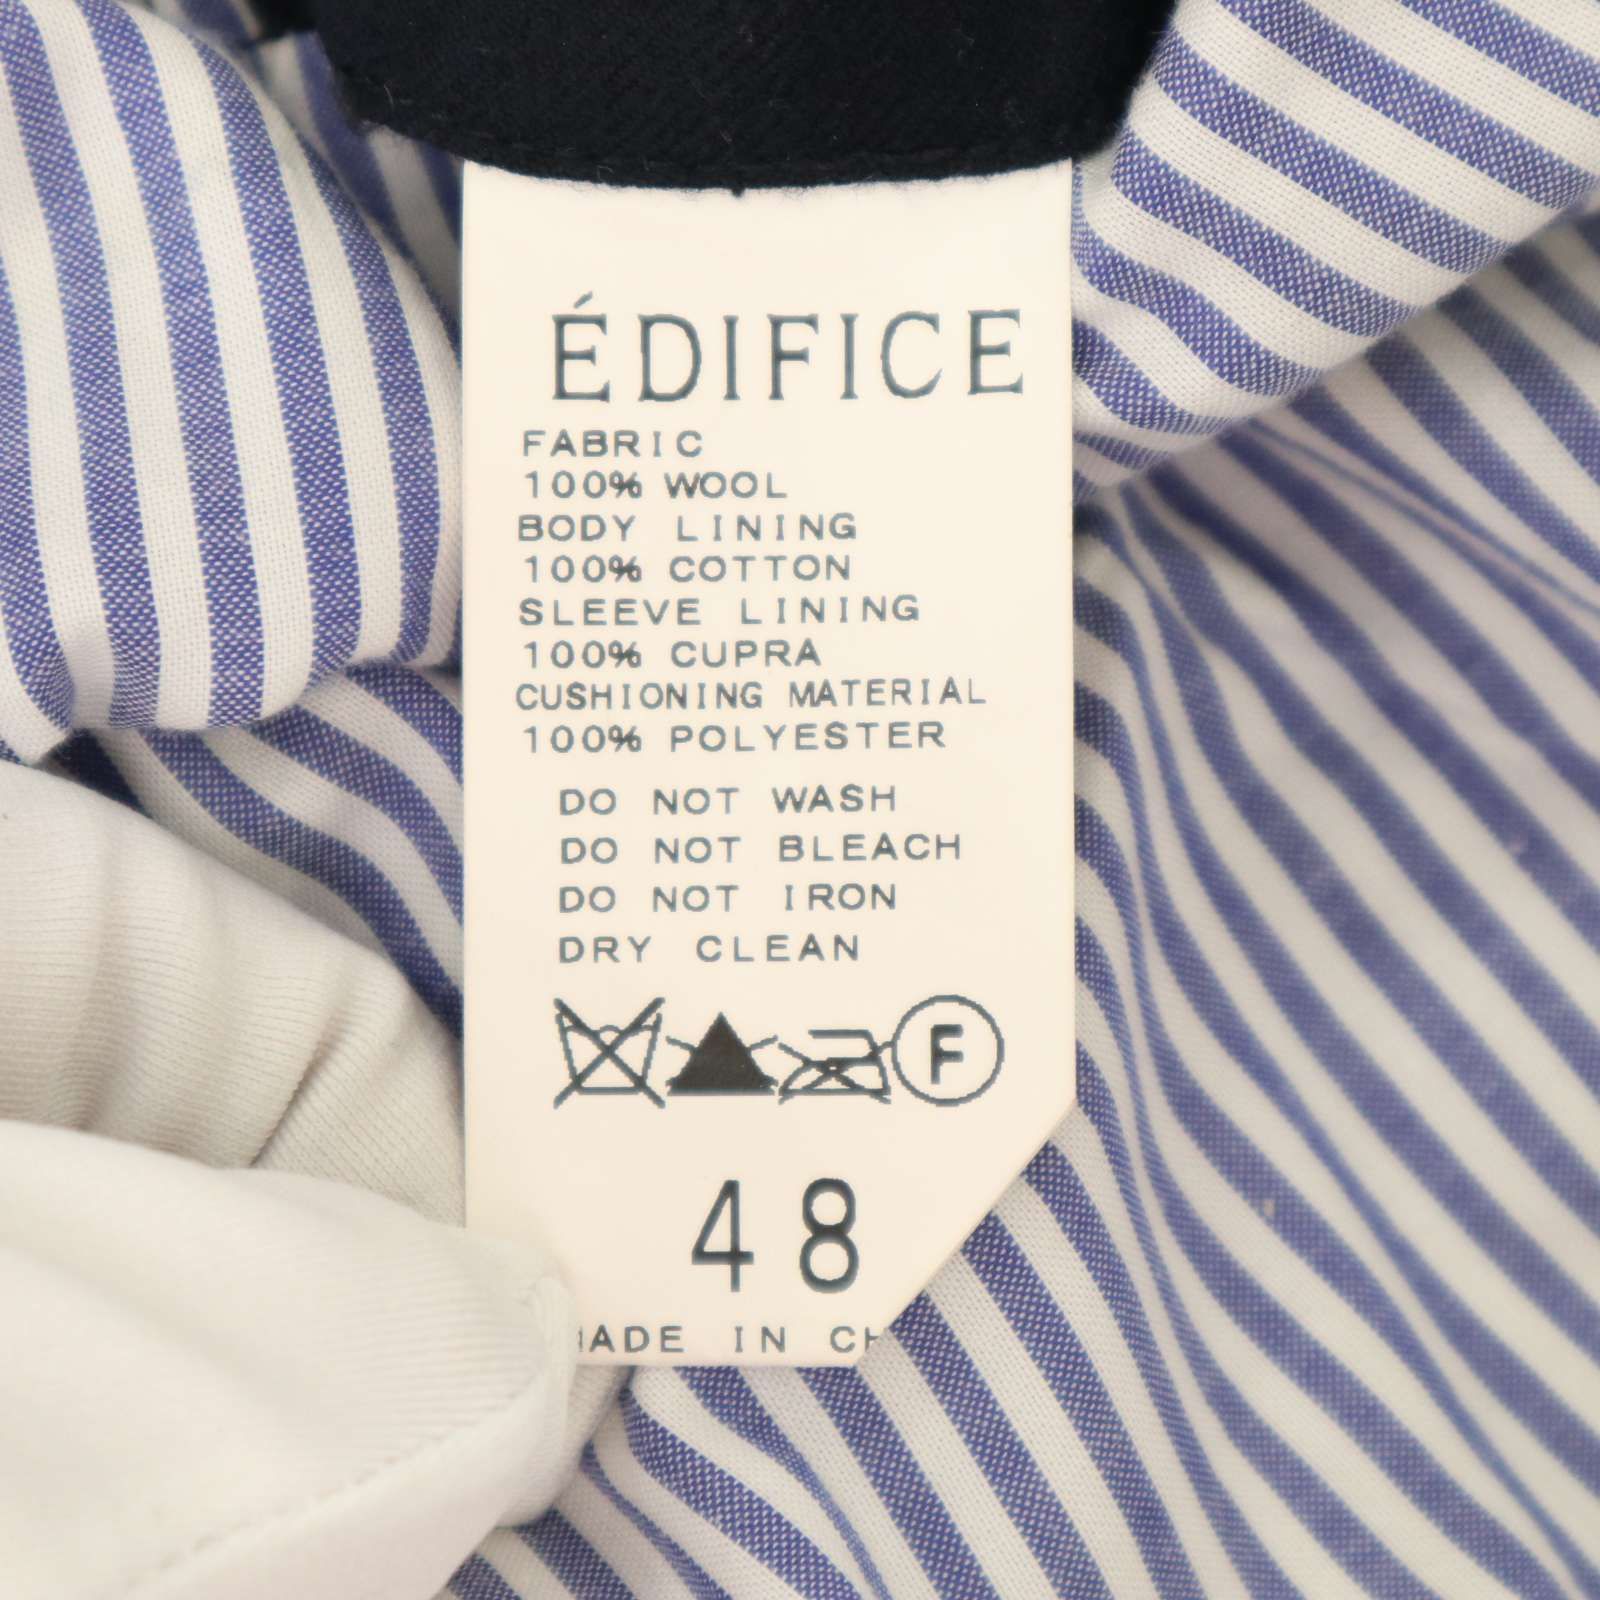 ÉDIFICE
FABRIC
100% WOOL
BODY LINING
100% COTTON
SLEEVE LINING
100% CUPRA
CUSHIONING MATERIAL
100% POLYESTER
DO NOT WASH
DO NOT BLEACH
DO NOT IRON
DRY CLEAN
F
48
IN